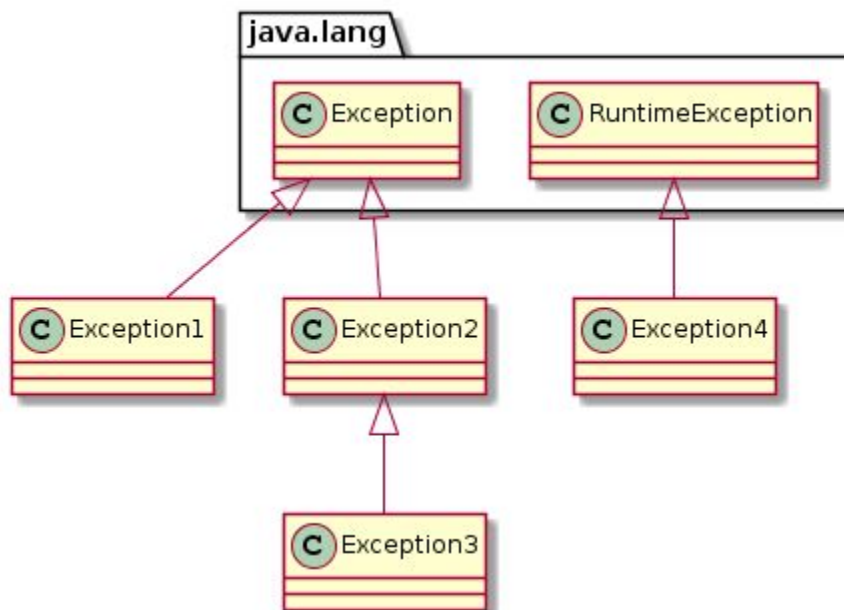 java.lang
C Exception
C RuntimeException
C Exception1
C Exception2
C Exception4
C Exception3